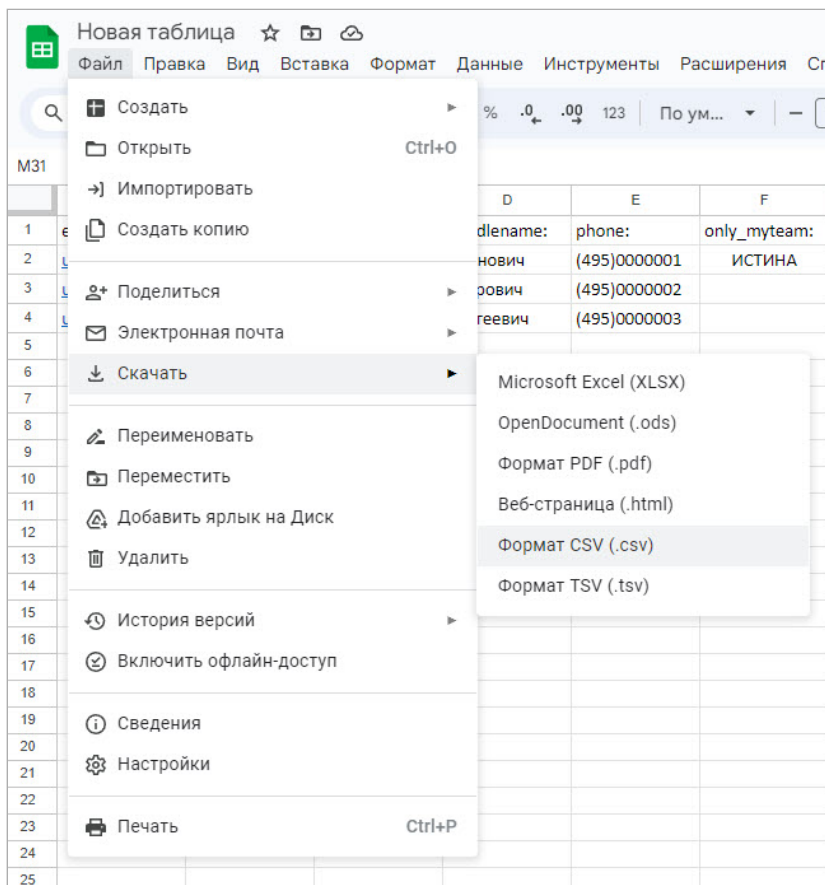 Новая таблица
Файл Правка Вид Вставка Формат Данные Инструменты Расширения
% .0 .00 123 По ум...
M31
Создать
Открыть Ctrl+O
Импортировать
Создать копию
Поделиться
Электронная почта
Скачать
Переименовать
Переместить
Добавить ярлык на Диск
Удалить
История версий
Включить офлайн-доступ
Сведения
Настройки
Печать Ctrl+P
Microsoft Excel (XLSX)
OpenDocument (.ods)
Формат PDF (.pdf)
Веб-страница (.html)
Формат CSV (.csv)
Формат TSV (.tsv)
D E F
1 dlename: phone: only_myteam:
2 нович (495)0000001 ИСТИНА
3 рович (495)0000002
4 геевич (495)0000003
5
6
7
8
9
10
11
12
13
14
15
16
17
18
19
20
21
22
23
24
25